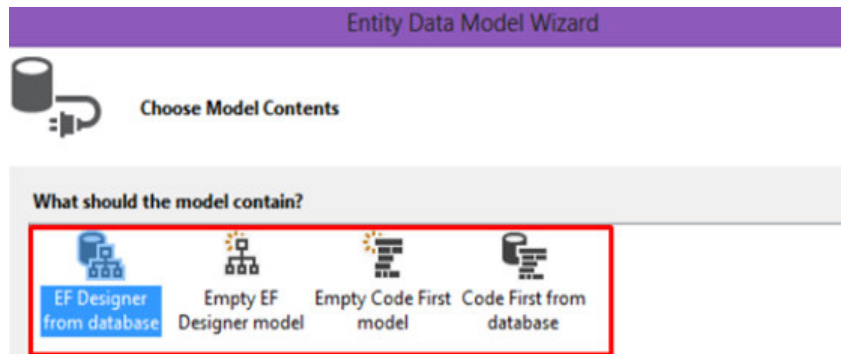 Entity Data Model Wizard
Choose Model Contents
What should the model contain?
EF Designer from database
Empty EF Designer model
Empty Code First model
Code First from database